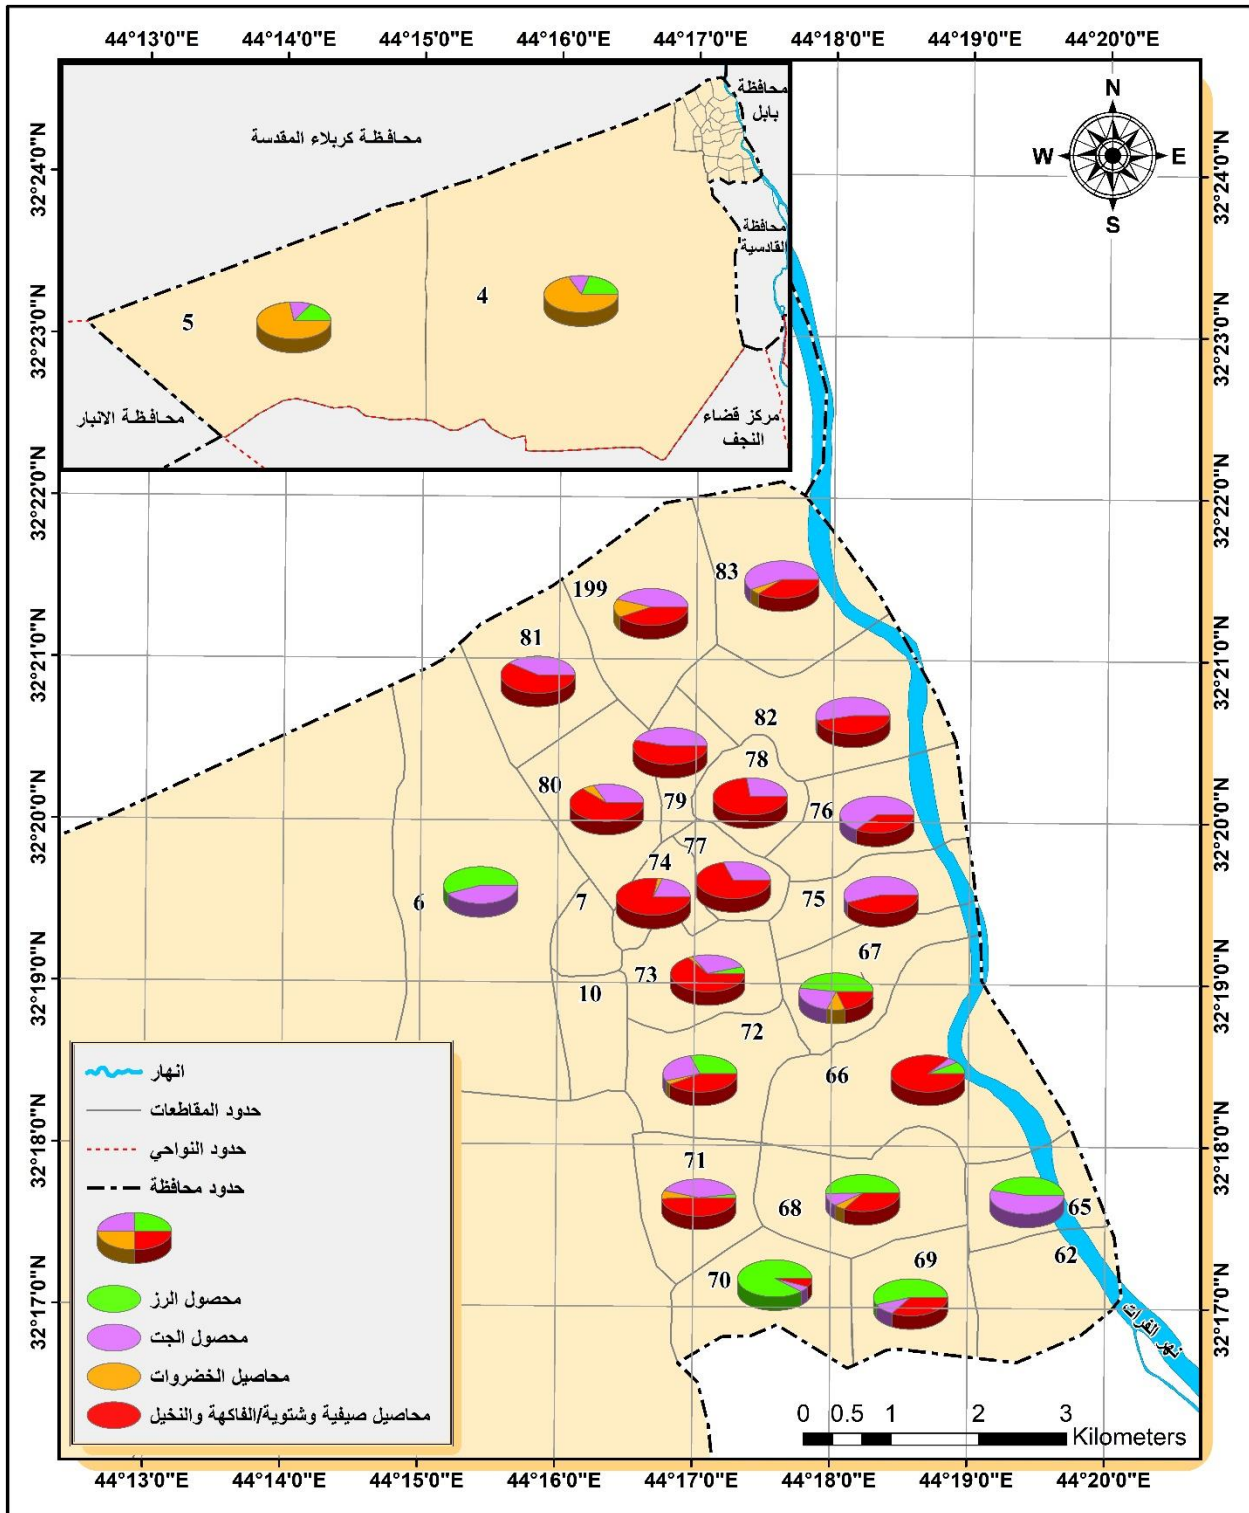 44°13'0"E 44°14'0"E 44°15'0"E 44°16'0"E 44°17'0"E 44°18'0"E 44°19'0"E 44°20'0"E
محافظة
بابل
محافظة كربلاء المقدسة
محافظة
القادسية
محافظة الانبار
مركز قضاء
النجف
5
4
N
W E
S
32°24'0"N 32°24'0"N
32°23'0"N 32°23'0"N
32°22'0"N 32°22'0"N
32°21'0"N 32°21'0"N
32°20'0"N 32°20'0"N
32°19'0"N 32°19'0"N
32°18'0"N 32°18'0"N
32°17'0"N 32°17'0"N
83
199
81
82
78
80
79
76
77
74
75
7
6
67
73
10
72
66
71
68
65
62
69
70
نهر الفرات
انهار
حدود المقاطعات
حدود النواحي
حدود محافظة
محصول الرز
محصول الجت
محاصيل الخضروات
محاصيل صيفية وشتوية/الفاكهة والنخيل
0 0.5 1 2 3
Kilometers
44°13'0"E 44°14'0"E 44°15'0"E 44°16'0"E 44°17'0"E 44°18'0"E 44°19'0"E 44°20'0"E